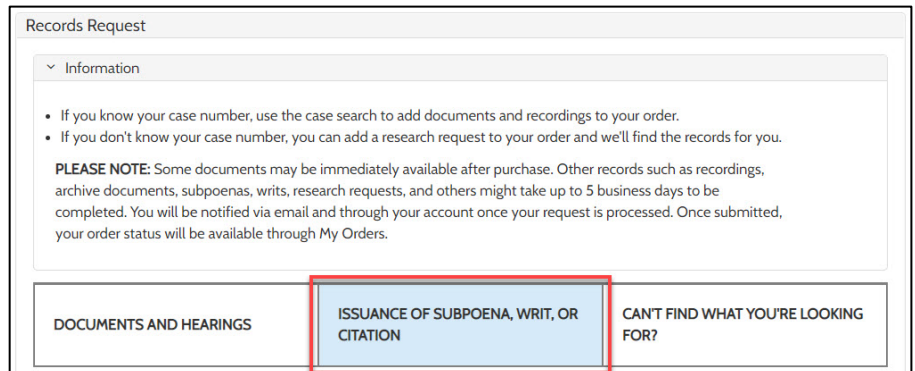 Records Request
Information
• If you know your case number, use the case search to add documents and recordings to your order.
• If you don't know your case number, you can add a research request to your order and we'll find the records for you.
PLEASE NOTE: Some documents may be immediately available after purchase. Other records such as recordings,
archive documents, subpoenas, writs, research requests, and others might take up to 5 business days to be
completed. You will be notified via email and through your account once your request is processed. Once submitted,
your order status will be available through My Orders.
DOCUMENTS AND HEARINGS
ISSUANCE OF SUBPOENA, WRIT, OR
CITATION
CAN'T FIND WHAT YOU'RE LOOKING
FOR?